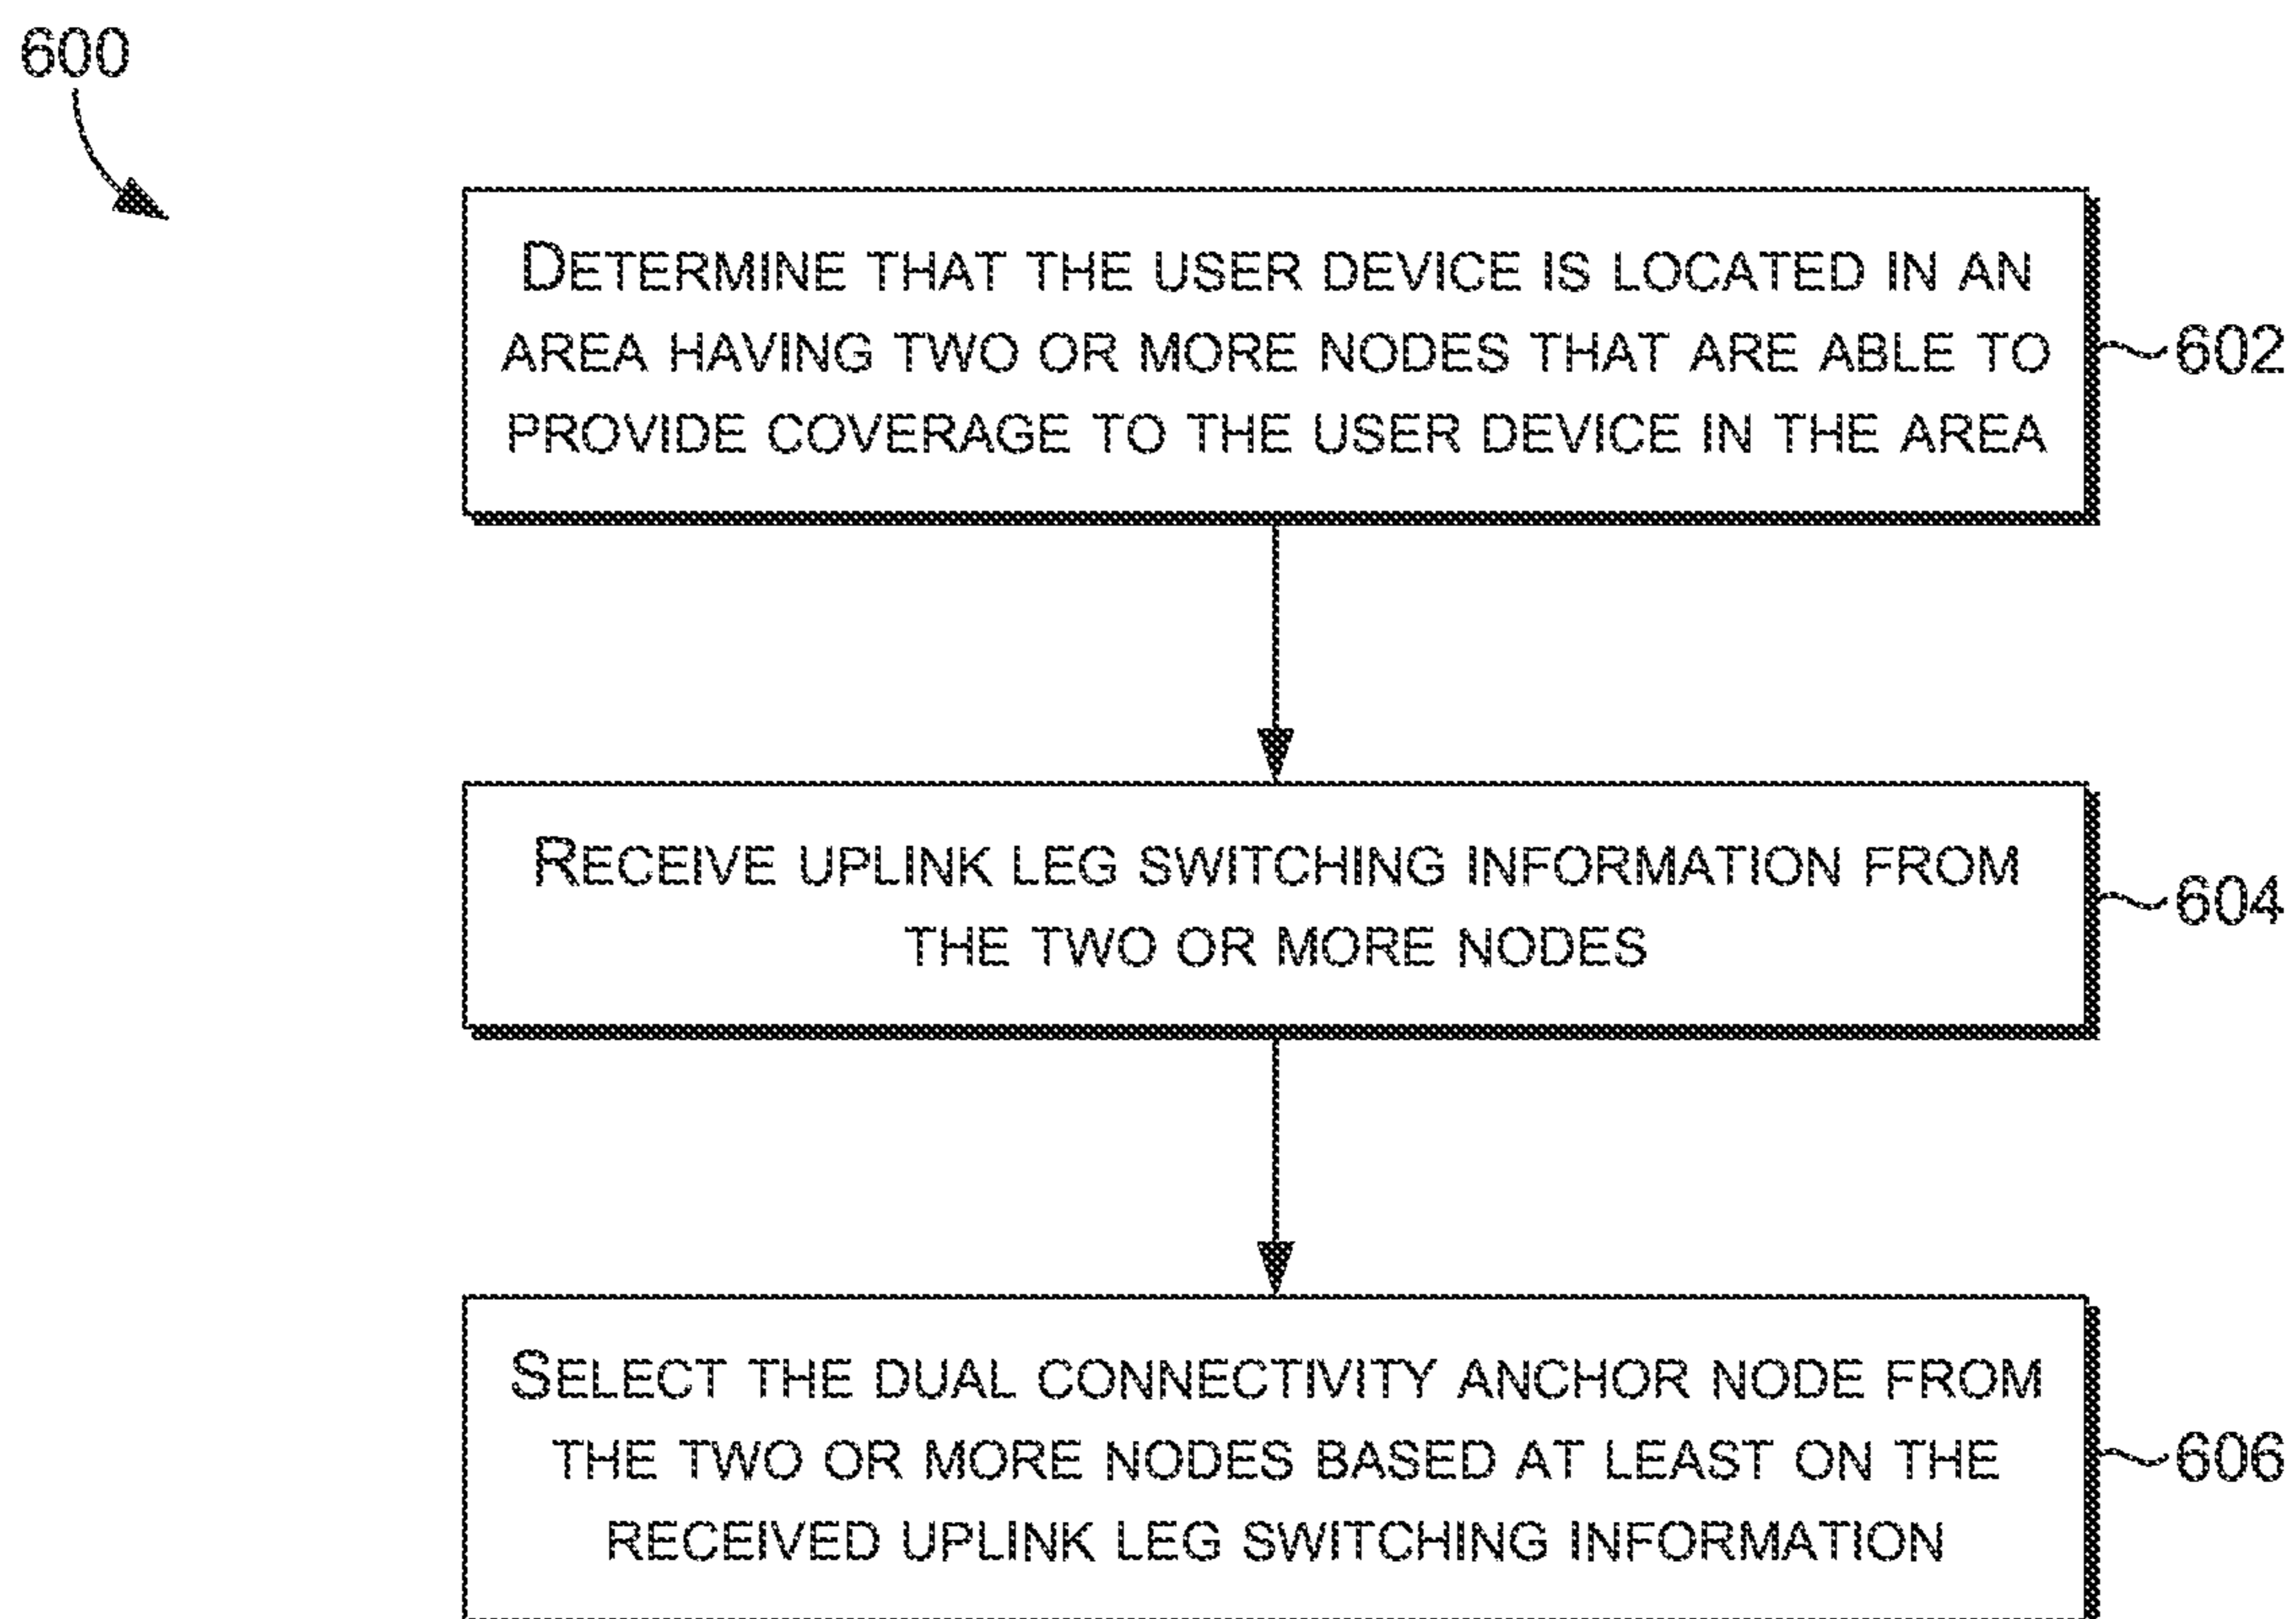 600
DETERMINE THAT THE USER DEVICE IS LOCATED IN AN
AREA HAVING TWO OR MORE NODES THAT ARE ABLE TO
PROVIDE COVERAGE TO THE USER DEVICE IN THE AREA
602
RECEIVE UPLINK LEG SWITCHING INFORMATION FROM
THE TWO OR MORE NODES
604
SELECT THE DUAL CONNECTIVITY ANCHOR NODE FROM
THE TWO OR MORE NODES BASED AT LEAST ON THE
RECEIVED UPLINK LEG SWITCHING INFORMATION
606